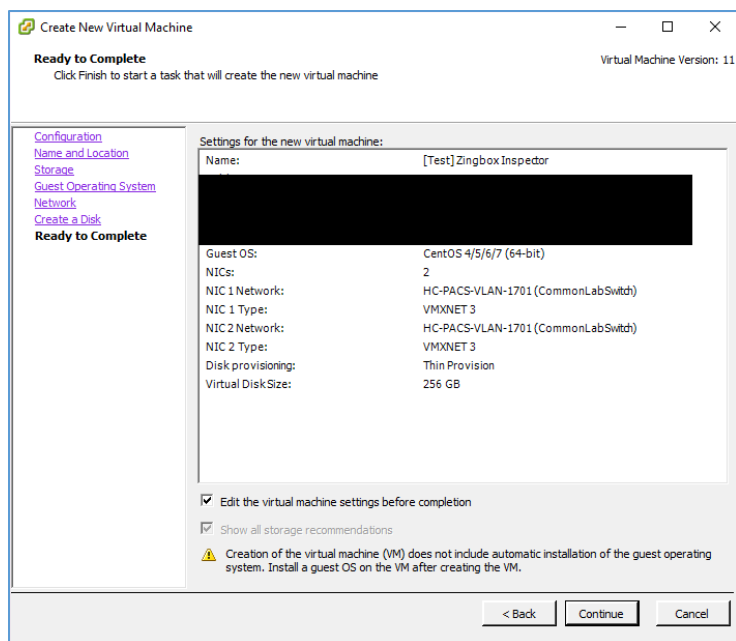 Create New Virtual Machine
Ready to Complete
Click Finish to start a task that will create the new virtual machine
Virtual Machine Version: 11
Configuration
Name and Location
Storage
Guest Operating System
Network
Create a Disk
Ready to Complete
Settings for the new virtual machine:
Name: [Test] Zingbox Inspector
Guest OS: CentOS 4/5/6/7 (64-bit)
NICs: 2
NIC 1 Network: HC-PACS-VLAN-1701 (CommonLabSwitch)
NIC 1 Type: VMXNET 3
NIC 2 Network: HC-PACS-VLAN-1701 (CommonLabSwitch)
NIC 2 Type: VMXNET 3
Disk provisioning: Thin Provision
Virtual Disk Size: 256 GB
Edit the virtual machine settings before completion
Show all storage recommendations
Creation of the virtual machine (VM) does not include automatic installation of the guest operating
system. Install a guest OS on the VM after creating the VM.
< Back Continue Cancel